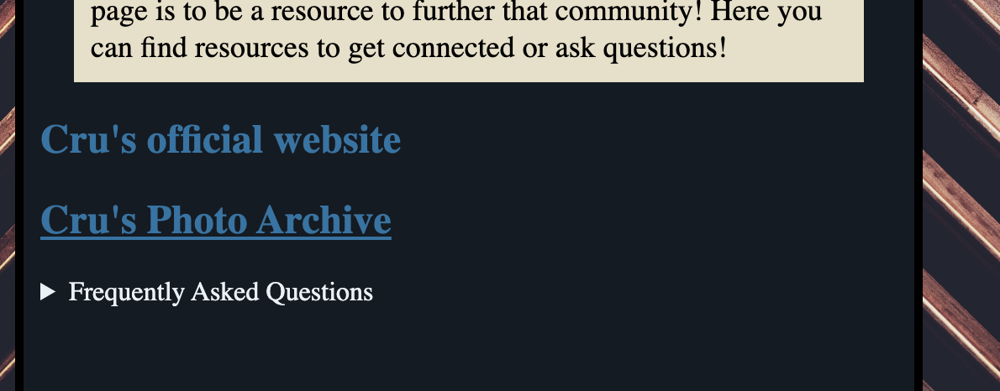 page is to be a resource to further that community! Here you
can find resources to get connected or ask questions!
Cru's official website
Cru's Photo Archive
Frequently Asked Questions